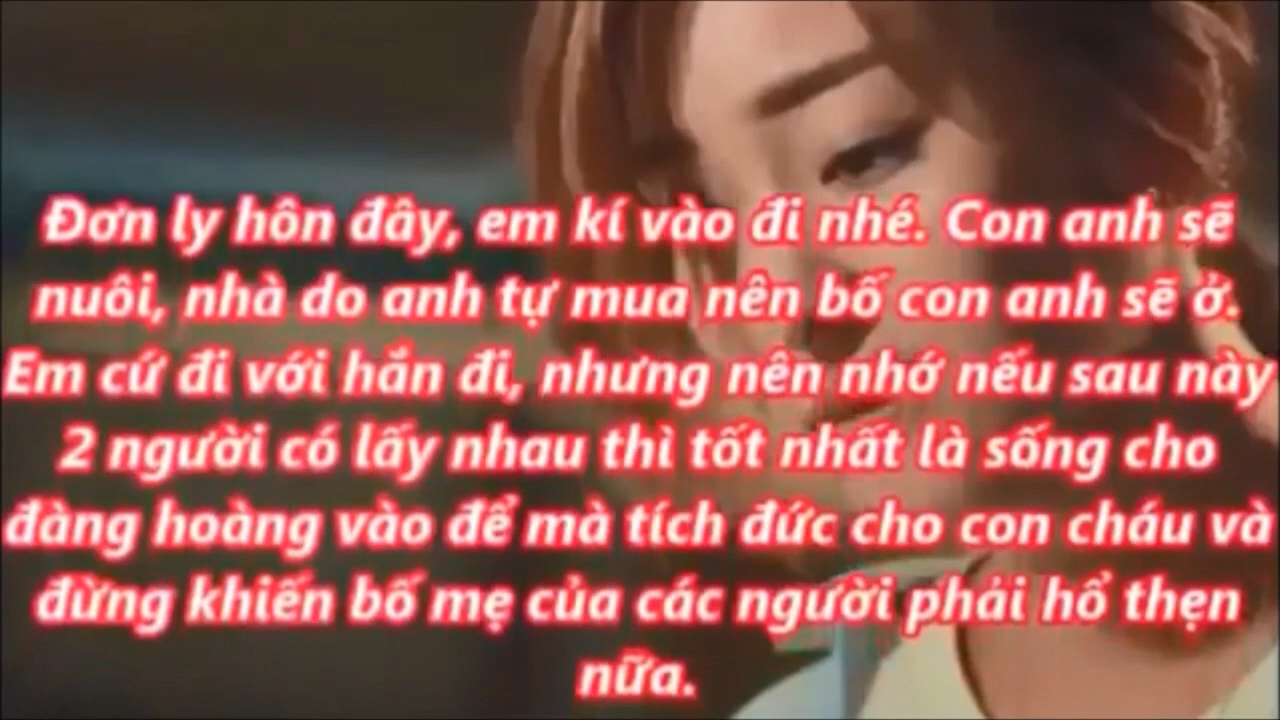 Đơn ly hôn đây, em kí vào đi nhé. Con anh sẽ
nuôi, nhà do anh tự mua nên bố con anh sẽ ở.
Em cứ đi với hắn đi, nhưng nên nhớ nếu sau này
2 người có lấy nhau thì tốt nhất là sống cho
đàng hoàng vào để mà tích đức cho con cháu và
đừng khiến bố mẹ của các người phải hổ thẹn
nữa.